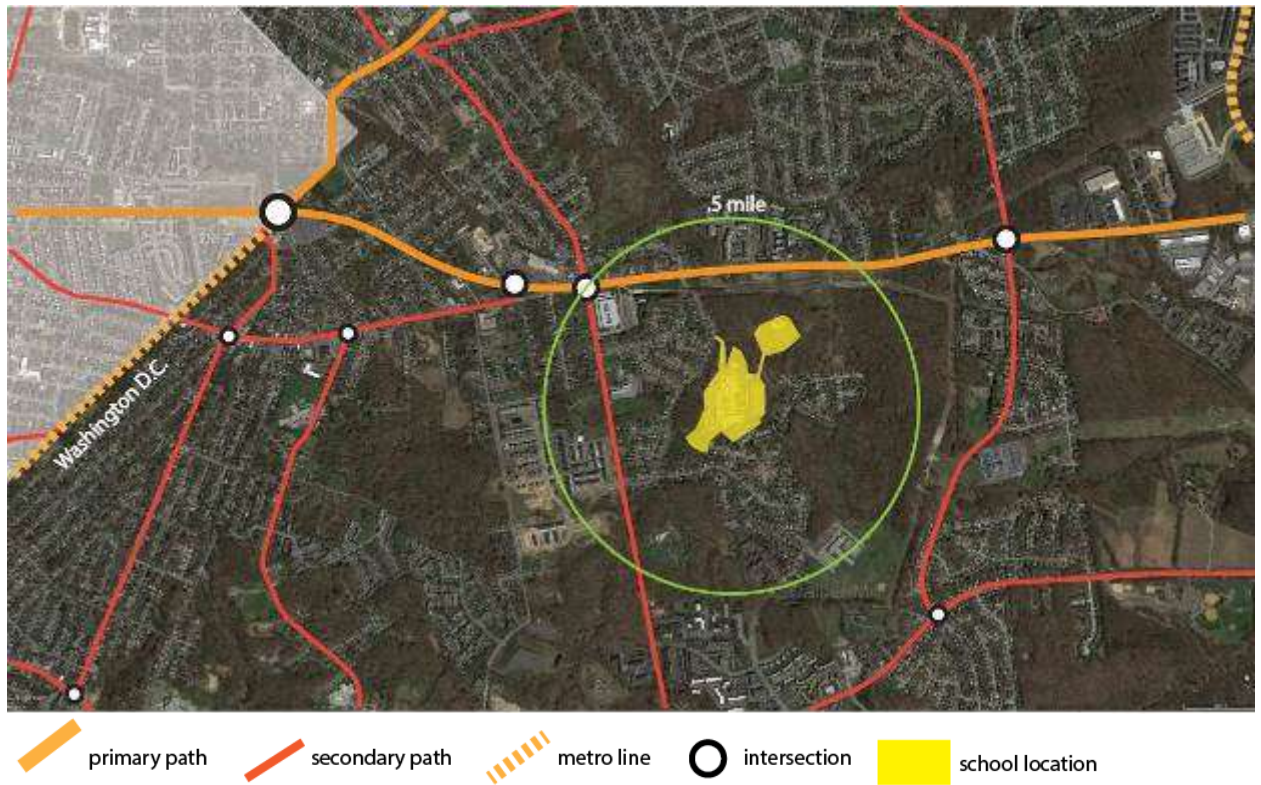 .5 mile
Washington D.C.
primary path
secondary path
metro line
intersection
school location